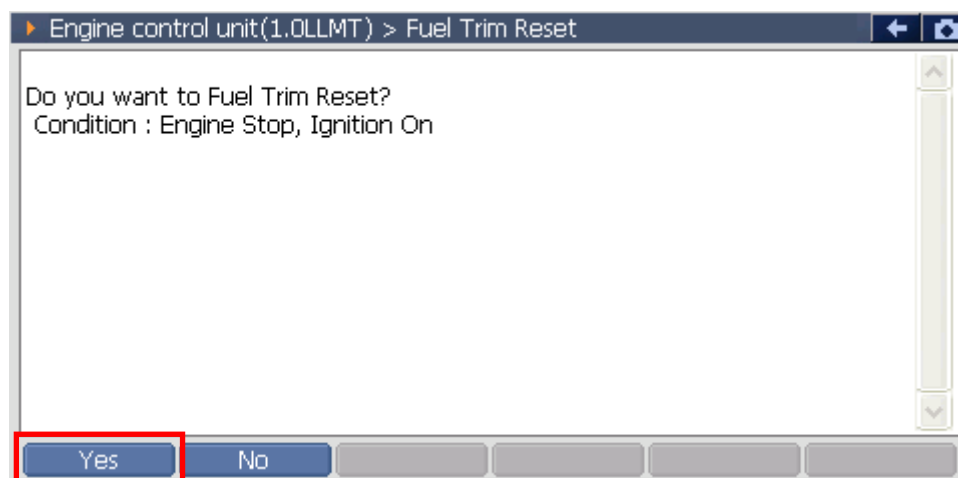 Engine control unit(1.0LLMT) > Fuel Trim Reset
Do you want to Fuel Trim Reset?
Condition : Engine Stop, Ignition On
Yes No